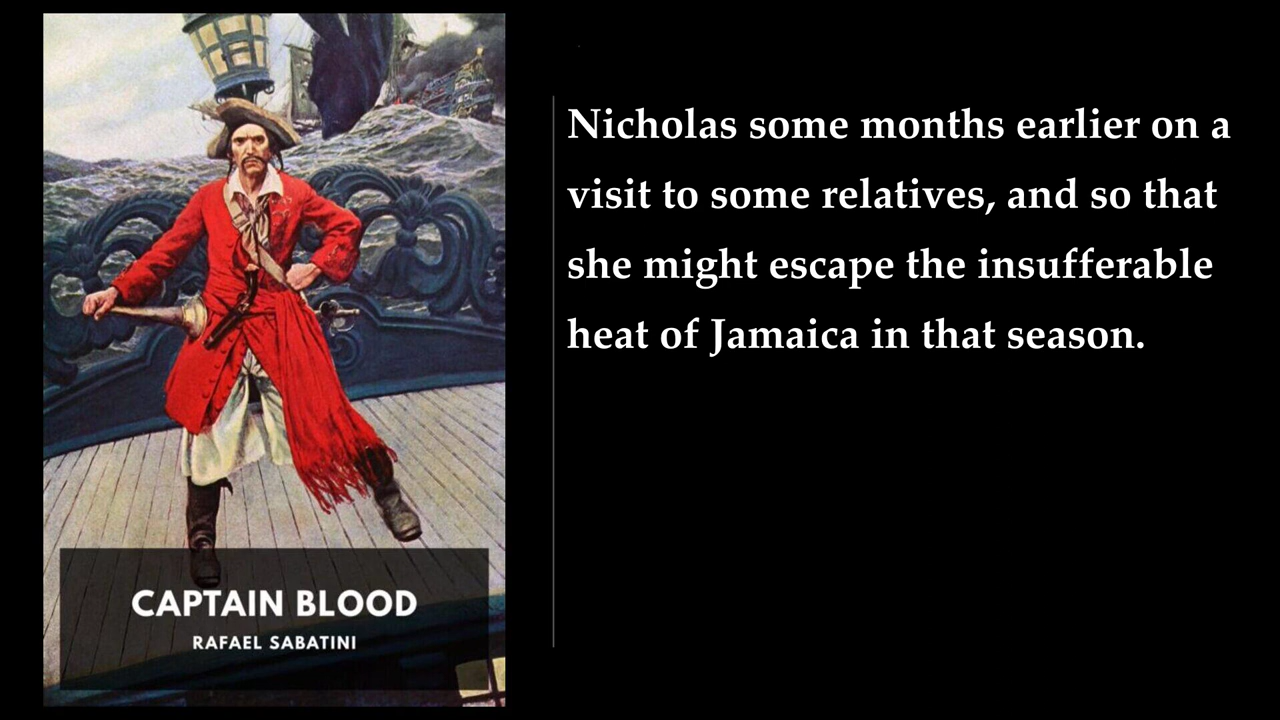 CAPTAIN BLOOD
RAFAEL SABATINI
Nicholas some months earlier on a
visit to some relatives, and so that
she might escape the insufferable
heat of Jamaica in that season.